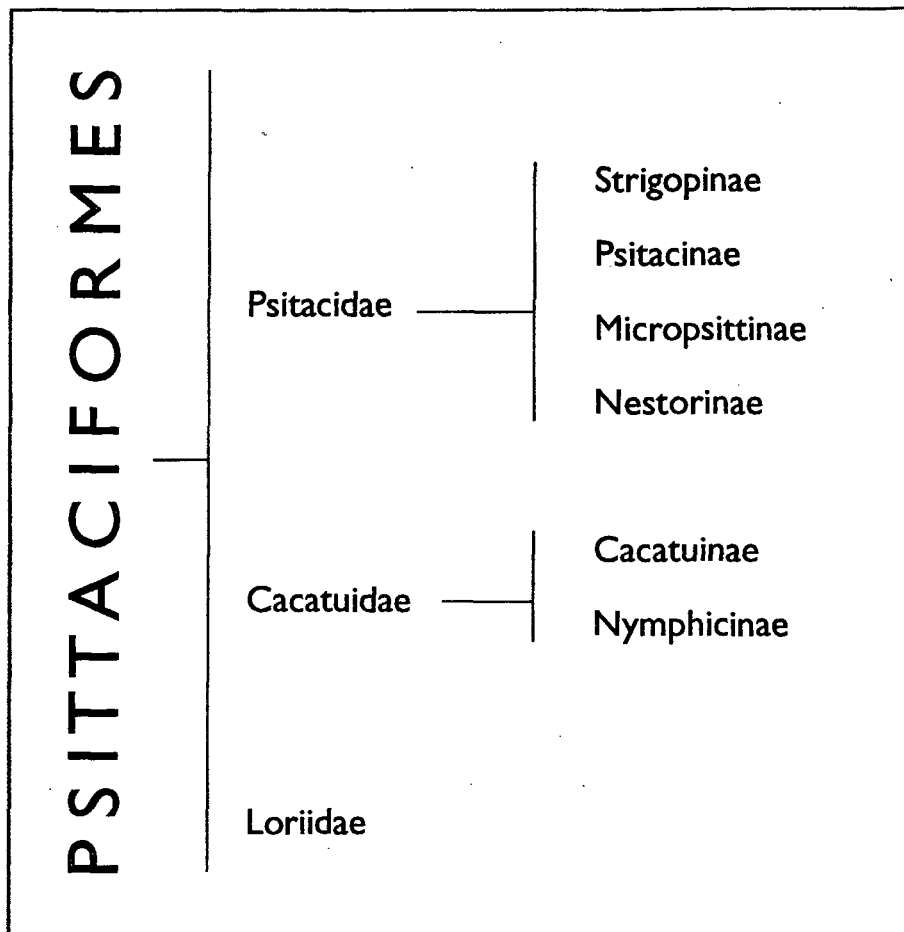 PSITTACIFORMES
Psitacidae
Strigopinae
Psitacinae
Micropsittinae
Nestorinae
Cacatuidae
Cacatuinae
Nymphicinae
Loriidae